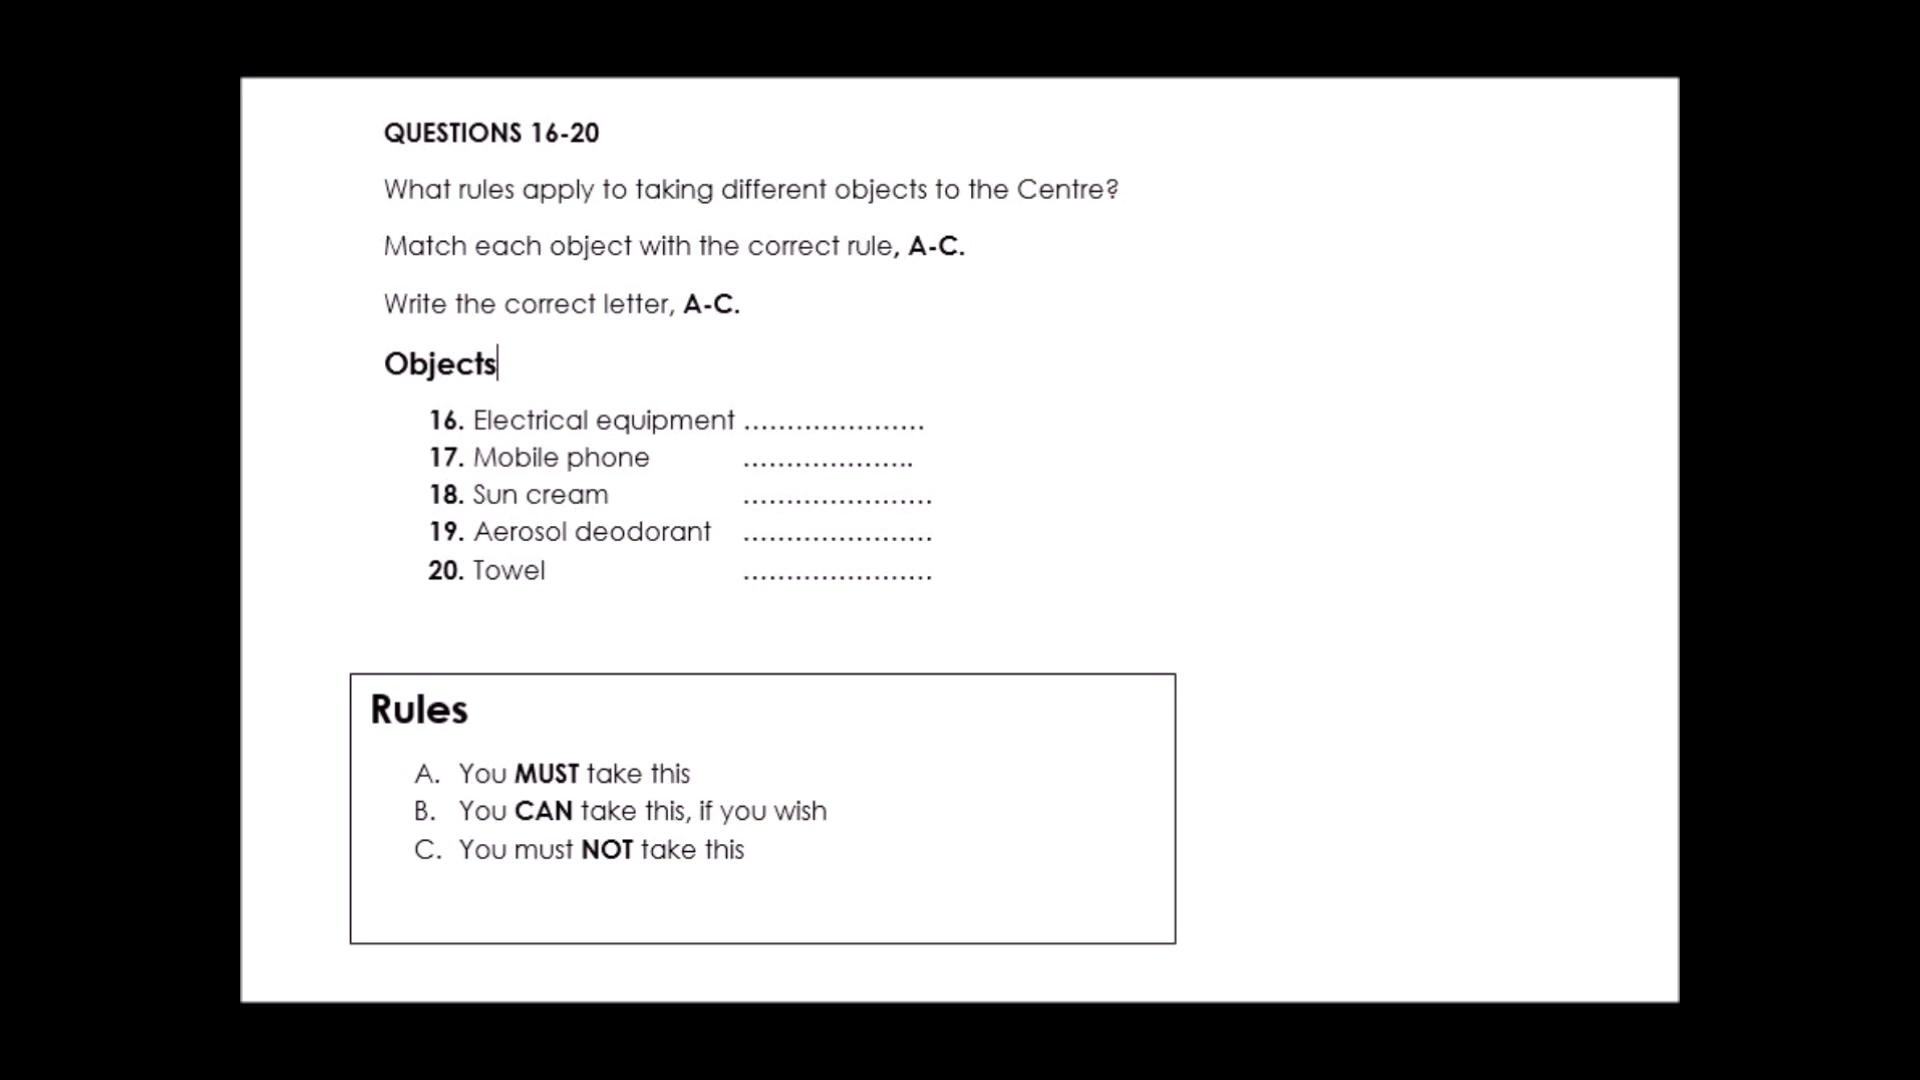 QUESTIONS 16-20
What rules apply to taking different objects to the Centre?
Match each object with the correct rule, A-C.
Write the correct letter, A-C.
Objects
16. Electrical equipment .....................
17. Mobile phone ....................
18. Sun cream ......................
19. Aerosol deodorant ......................
20. Towel ......................
Rules
A. You MUST take this
B. You CAN take this, if you wish
C. You must NOT take this